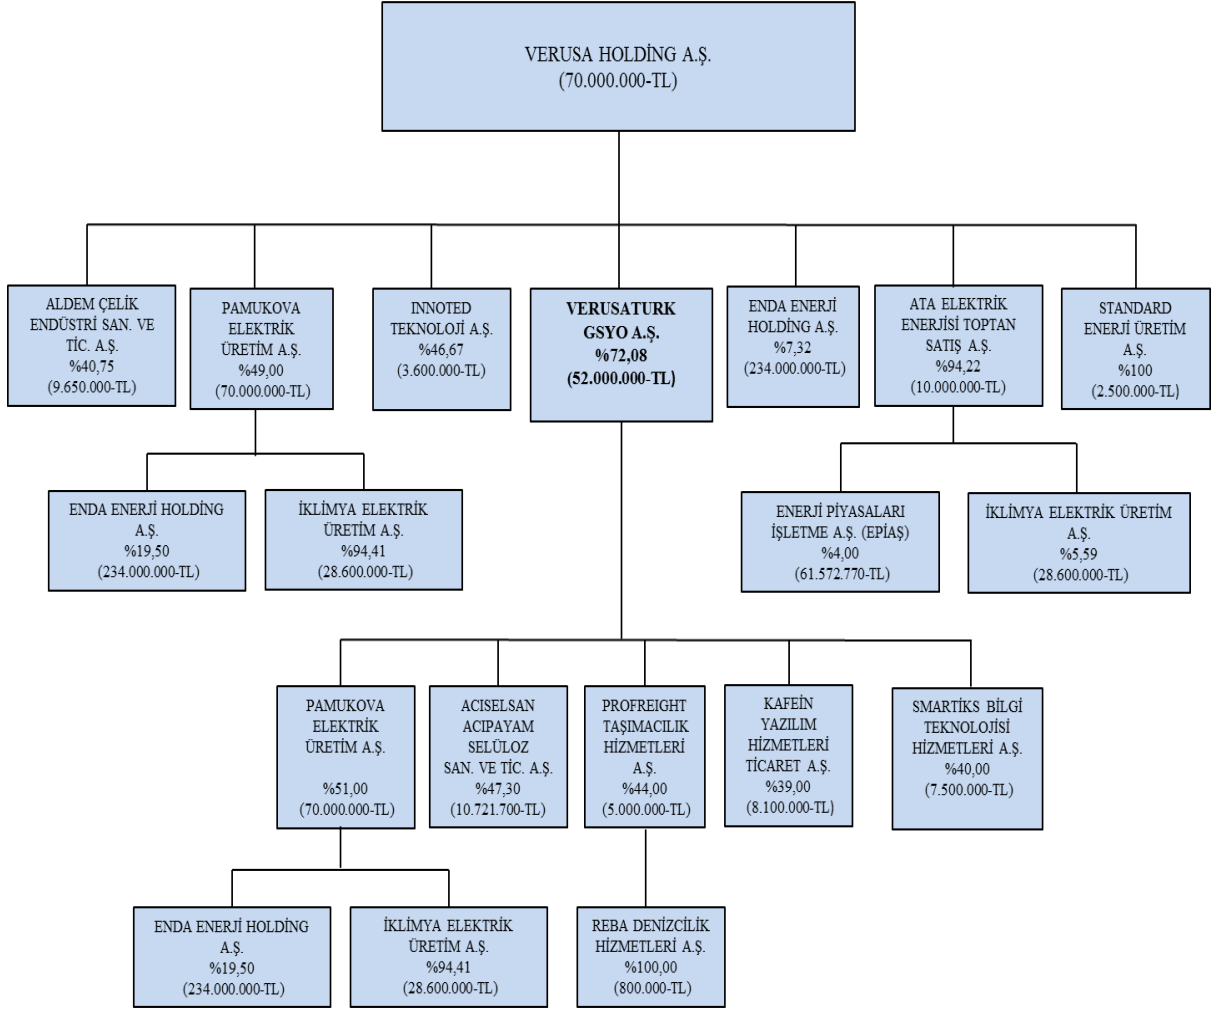 VERUSA HOLDİNG A.Ş.
(70.000.000-TL)
ALDEM ÇELİK
ENDÜSTRİ SAN. VE
TİC. A.Ş.
%40,75
(9.650.000-TL)
PAMUKOVA
ELEKTRİK
ÜRETİM A.Ş.
%49,00
(70.000.000-TL)
INNOTED
TEKNOLOJİ A.Ş.
%46,67
(3.600.000-TL)
VERUSATURK
GSYO A.Ş.
%72,08
(52.000.000-TL)
ENDA ENERJİ
HOLDİNG A.Ş.
%7,32
(234.000.000-TL)
ATA ELEKTRİK
ENERJİSİ TOPTAN
SATIŞ A.Ş.
%94,22
(10.000.000-TL)
STANDARD
ENERJİ ÜRETİM
A.Ş.
%100
(2.500.000-TL)
ENDA ENERJİ HOLDİNG
A.Ş.
%19,50
(234.000.000-TL)
İKLİMYA ELEKTRİK
ÜRETİM A.Ş.
%94,41
(28.600.000-TL)
ENERJİ PİYASALARI
İŞLETME A.Ş. (EPİAŞ)
%4,00
(61.572.770-TL)
İKLİMYA ELEKTRİK ÜRETİM
A.Ş.
%5,59
(28.600.000-TL)
PAMUKOVA
ELEKTRİK
ÜRETİM A.Ş.
%51,00
(70.000.000-TL)
ACISELSAN
ACIPAYAM
SELÜLOZ
SAN. VE TİC. A.Ş.
%47,30
(10.721.700-TL)
PROFREIGHT
TAŞIMACILIK
HİZMETLERİ
A.Ş.
%44,00
(5.000.000-TL)
KAFEİN
YAZILIM
HİZMETLERİ
TİCARET A.Ş.
%39,00
(8.100.000-TL)
SMARTİKS BİLGİ
TEKNOLOJİSİ
HİZMETLERİ A.Ş.
%40,00
(7.500.000-TL)
ENDA ENERJİ HOLDİNG
A.Ş.
%19,50
(234.000.000-TL)
İKLİMYA ELEKTRİK
ÜRETİM A.Ş.
%94,41
(28.600.000-TL)
REBA DENİZCİLİK
HİZMETLERİ A.Ş.
%100,00
(800.000-TL)